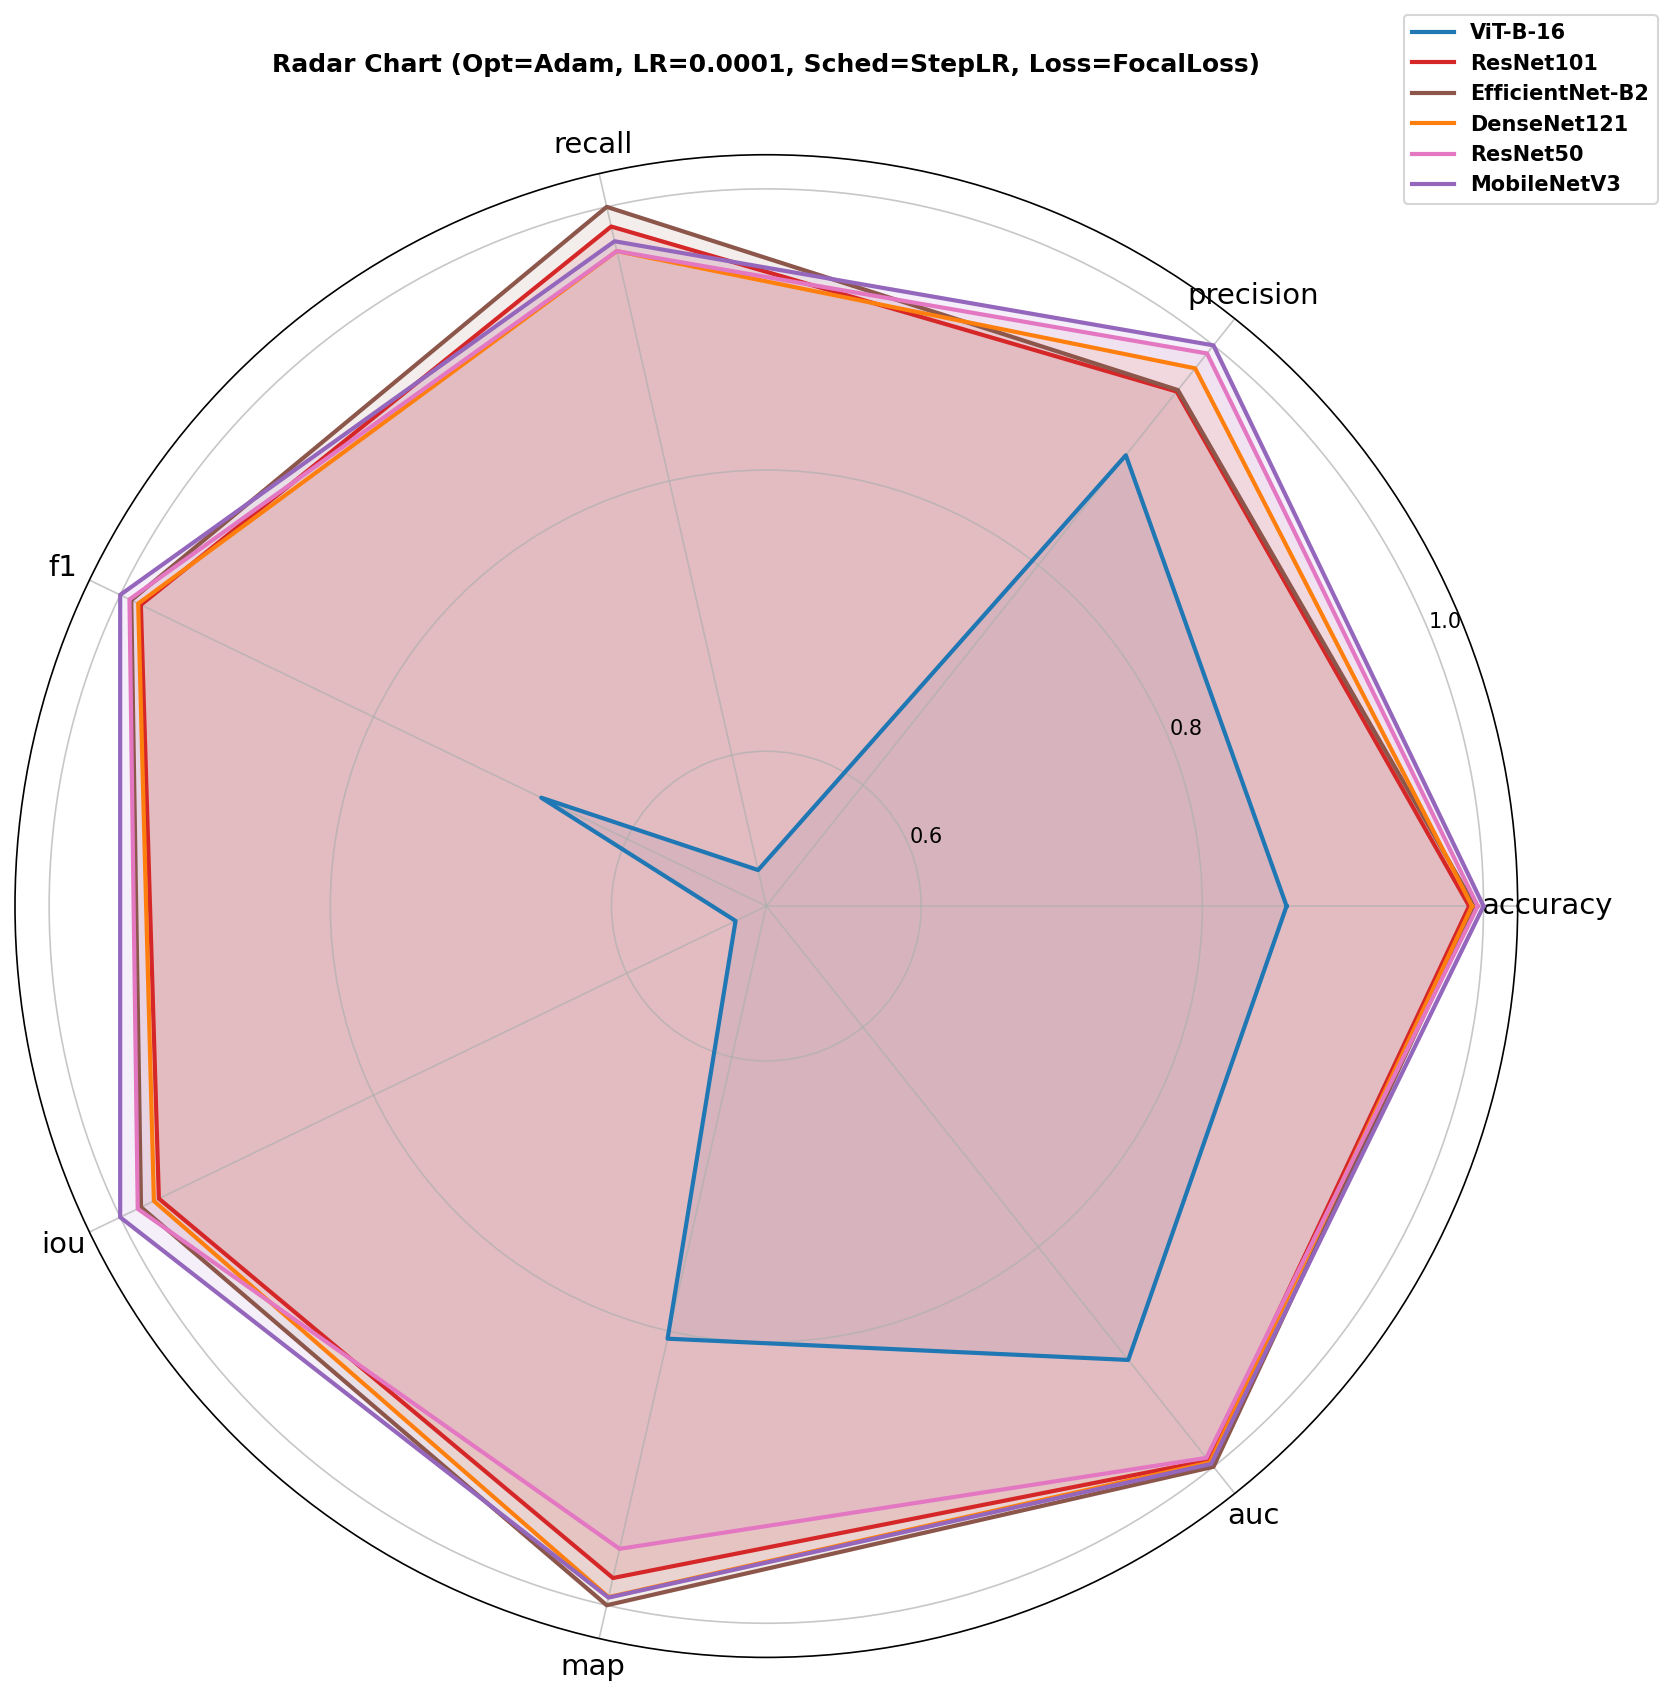 Radar Chart (Opt=Adam, LR=0.0001, Sched=StepLR, Loss=FocalLoss)
ViT-B-16
ResNet101
EfficientNet-B2
DenseNet121
ResNet50
MobileNetV3
recall
precision
f1
1.0
0.8
0.6
accuracy
iou
auc
map